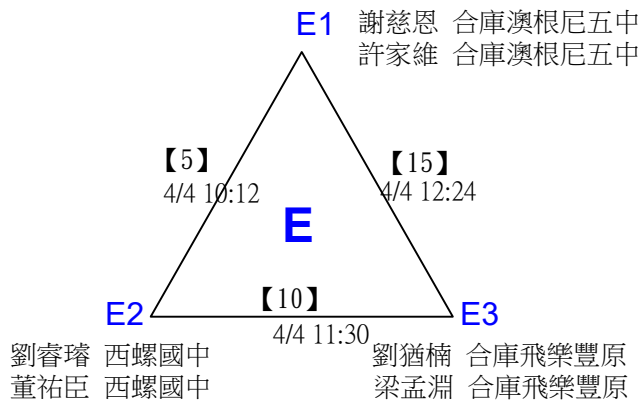 E1 謝慈恩 合庫澳根尼五中
許家維 合庫澳根尼五中
【5】
4/4 10:12
【15】
4/4 12:24
E
【10】
4/4 11:30
E2
E3
劉睿璿 西螺國中
董祐臣 西螺國中
劉猶楠 合庫飛樂豐原
梁孟淵 合庫飛樂豐原